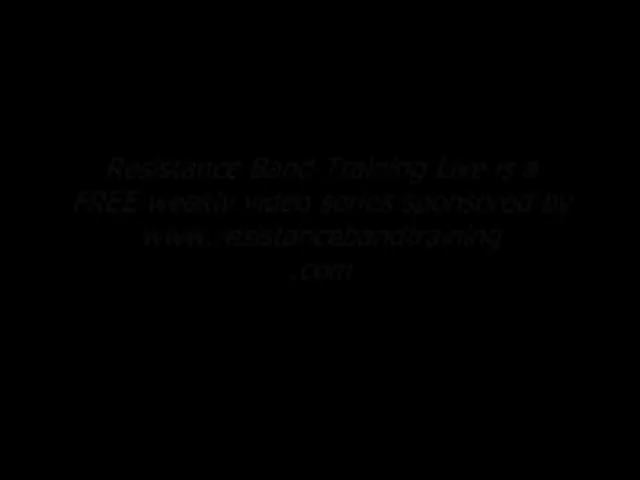 Resistance Band Training Live is a
FREE weekly video series sponsored by
www.resistancebandtraining
.com